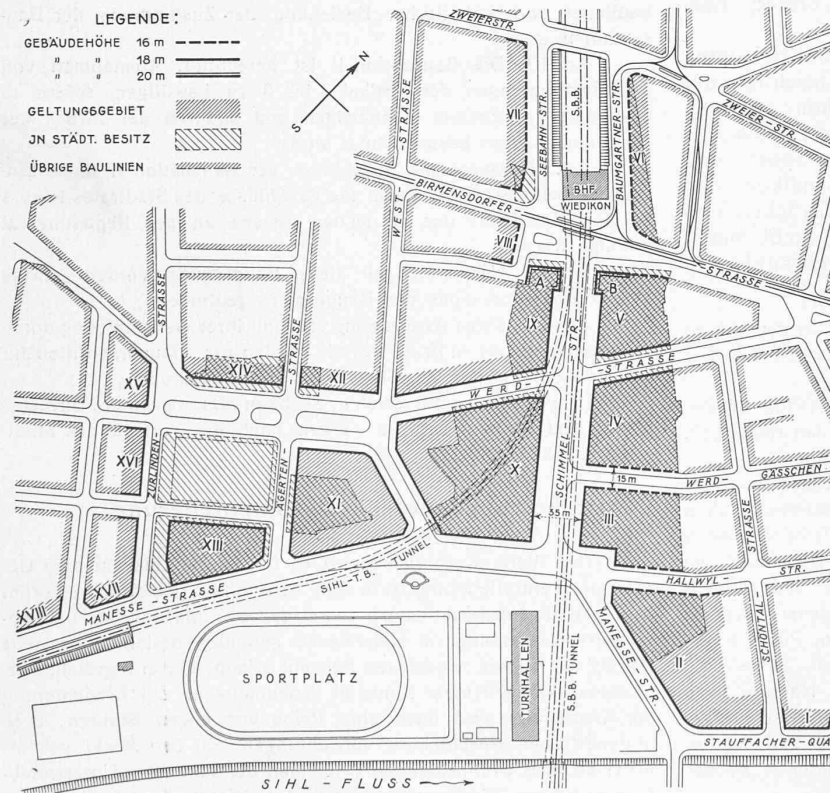 LEGENDE:
GEBÄUDEHÖHE 16 m
18 m
20 m
PLANUNGSGEBIET
JN STÄDT. BESITZ
ÜBRIGE BAULINIEN
N
S
ZWEIERSTR.
WEST-
-STRASSE
VII
SEEBAHN-STR.
S.B.B.
BAUMGARTNER-STR.
VI
ZWEIER-STR.
BHF.
WIEDIKON
BIRMENSDORFER-
-STRASSE
VIII
A
B
IX
V
-STRASSE
-STRASSE
XV
XIV
XII
WERD-
-STRASSE
SCHIMMEL-
STR.
IV
XVI
ZURLINDEN-
AEGERTEN-
XI
X
15 m
WERD-
GÄSSCHEN
35 m
III
STRASSE
XIII
XVII
XVIII
MANESSE-STRASSE
SIHL-T.B. TUNNEL
HALLWYL-
STR.
MANESSE-STR.
SCHÖNTAL-
II
I
SPORTPLATZ
TURNHALLEN
S.B.B. TUNNEL
STAUFFACHER-QUA
SIHL-FLUSS